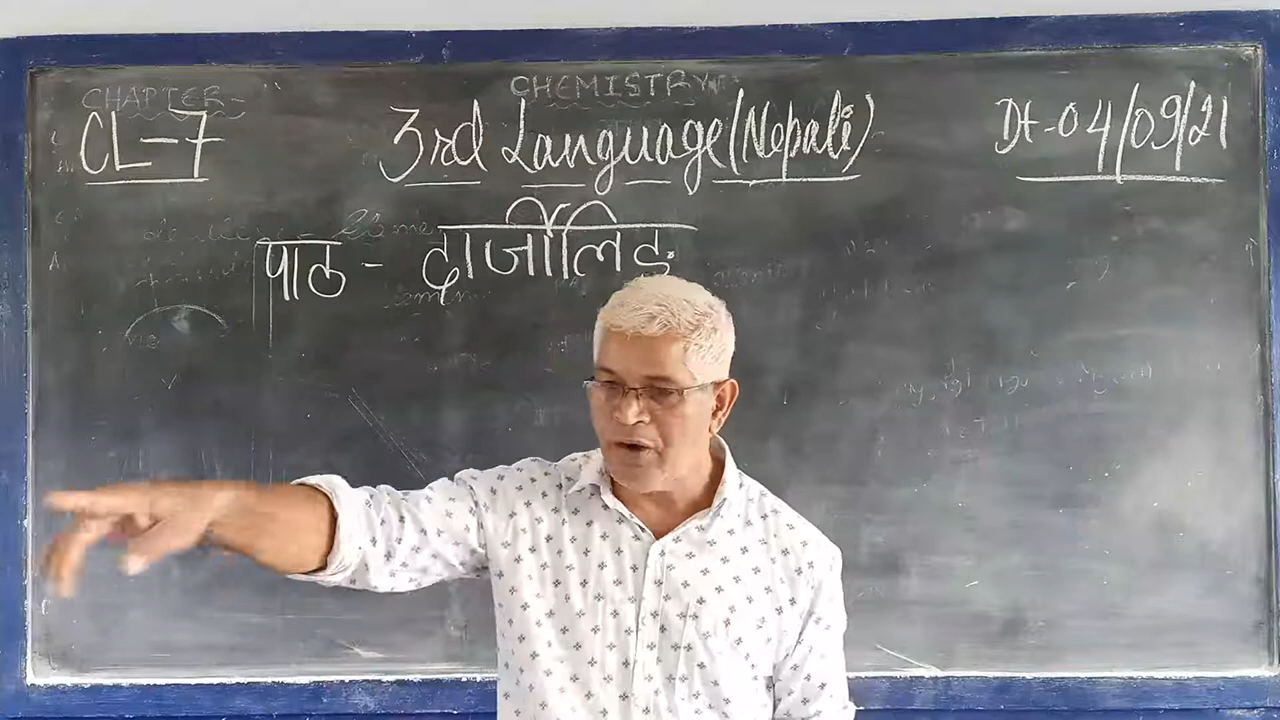 CHAPTER- CHEMISTRY
CL-7 3rd Language (Nepali) Dt-04/09/21
पाठ - दार्जीलिङ